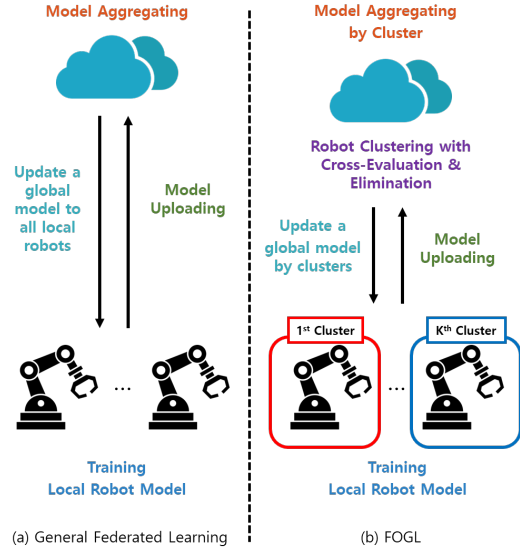 Model Aggregating
Update a
global
model to
all local
robots
Model
Uploading
...
Training
Local Robot Model
(a) General Federated Learning
Model Aggregating
by Cluster
Robot Clustering with
Cross-Evaluation &
Elimination
Update a
global model
by clusters
Model
Uploading
1st Cluster
...
Kth Cluster
Training
Local Robot Model
(b) FOGL